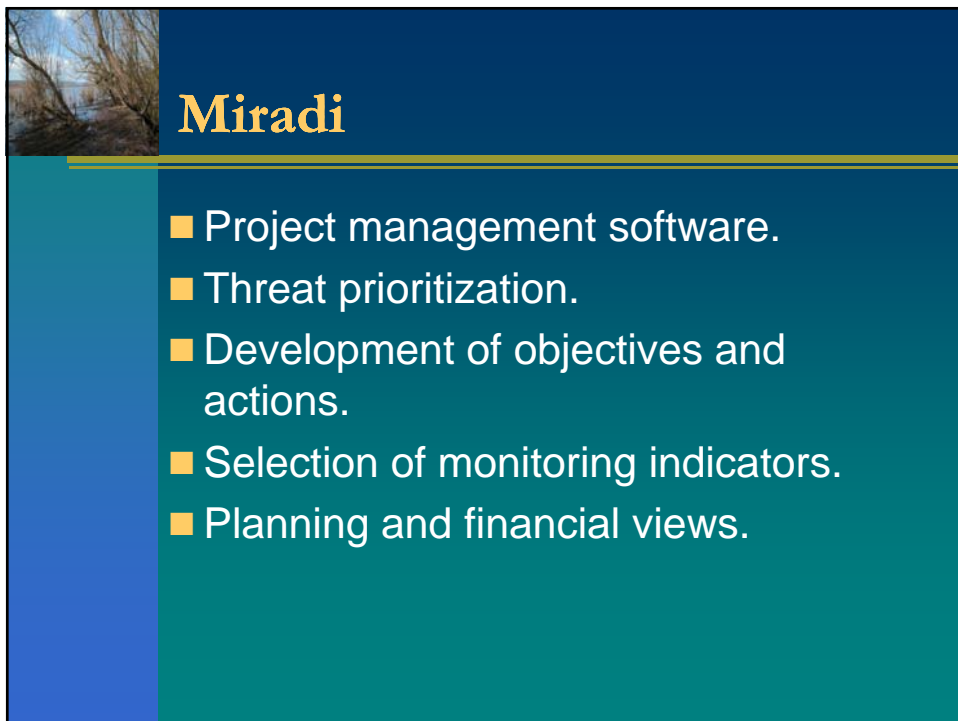 Miradi
Project management software.
Threat prioritization.
Development of objectives and
actions.
Selection of monitoring indicators.
Planning and financial views.